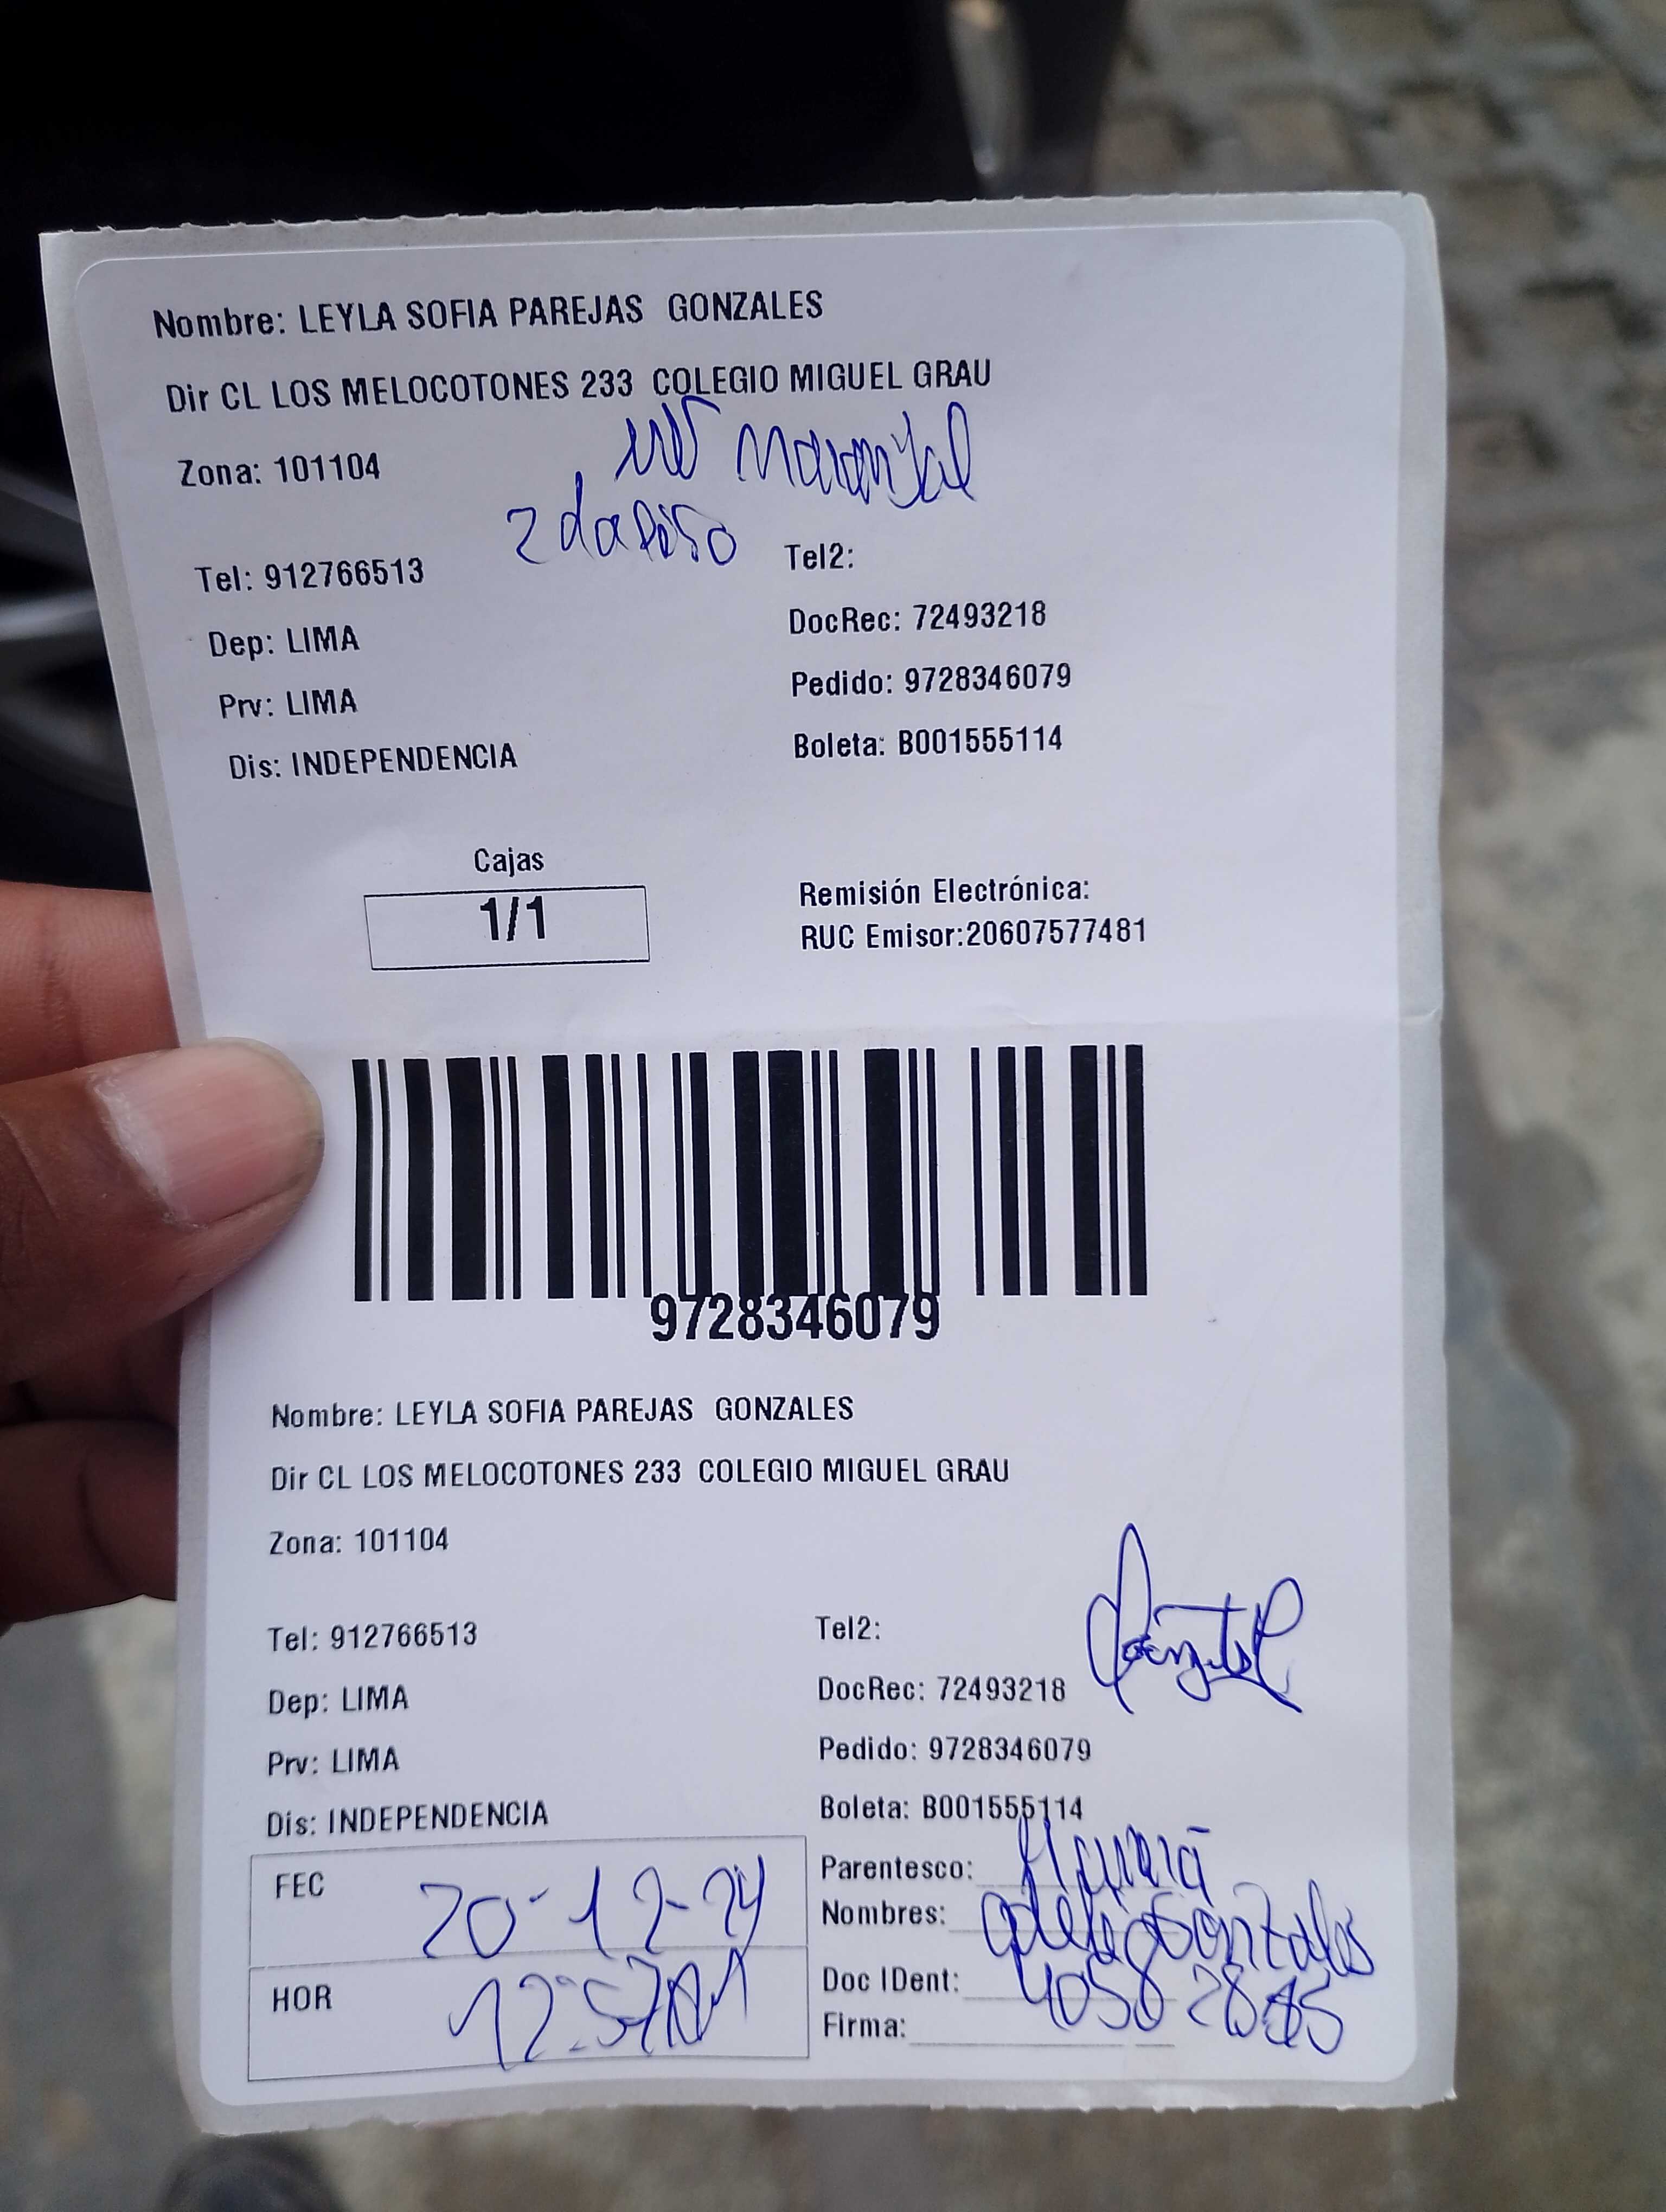 Nombre: LEYLA SOFIA PAREJAS GONZALES
Dir CL LOS MELOCOTONES 233 COLEGIO MIGUEL GRAU
Zona: 101104
2do piso
Tel: 912766513
Tel2:
DocRec: 72493218
Dep: LIMA
Pedido: 9728346079
Prv: LIMA
Boleta: B001555114
Dis: INDEPENDENCIA
Cajas
1/1
Remisión Electrónica:
RUC Emisor:20607577481
9728346079
Nombre: LEYLA SOFIA PAREJAS GONZALES
Dir CL LOS MELOCOTONES 233 COLEGIO MIGUEL GRAU
Zona: 101104
Tel: 912766513
Tel2:
Dep: LIMA
DocRec: 72493218
Prv: LIMA
Pedido: 9728346079
Dis: INDEPENDENCIA
Boleta: B001555114
FEC 20-12-24
Parentesco:
Nombres: Gonzales
HOR 12:57
Doc IDent:
Firma: